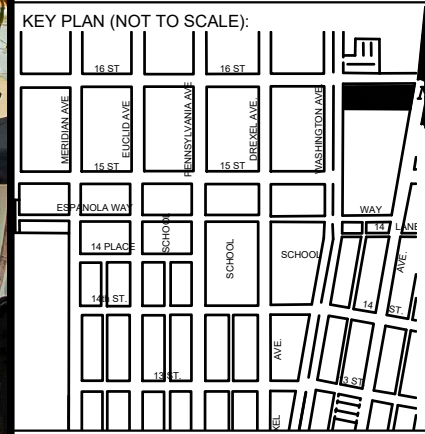 KEY PLAN (NOT TO SCALE):
16 ST
16 ST
MERIDIAN AVE
EUCLID AVE
PENNSYLVANIA AVE
DREXEL AVE.
WASHINGTON AVE
15 ST
15 ST
ESPANOLA WAY
WAY
14 PLACE
SCHOOL
SCHOOL
SCHOOL
14 LANE
AVE.
14th ST.
14 ST.
AVE.
13 ST.
13 ST